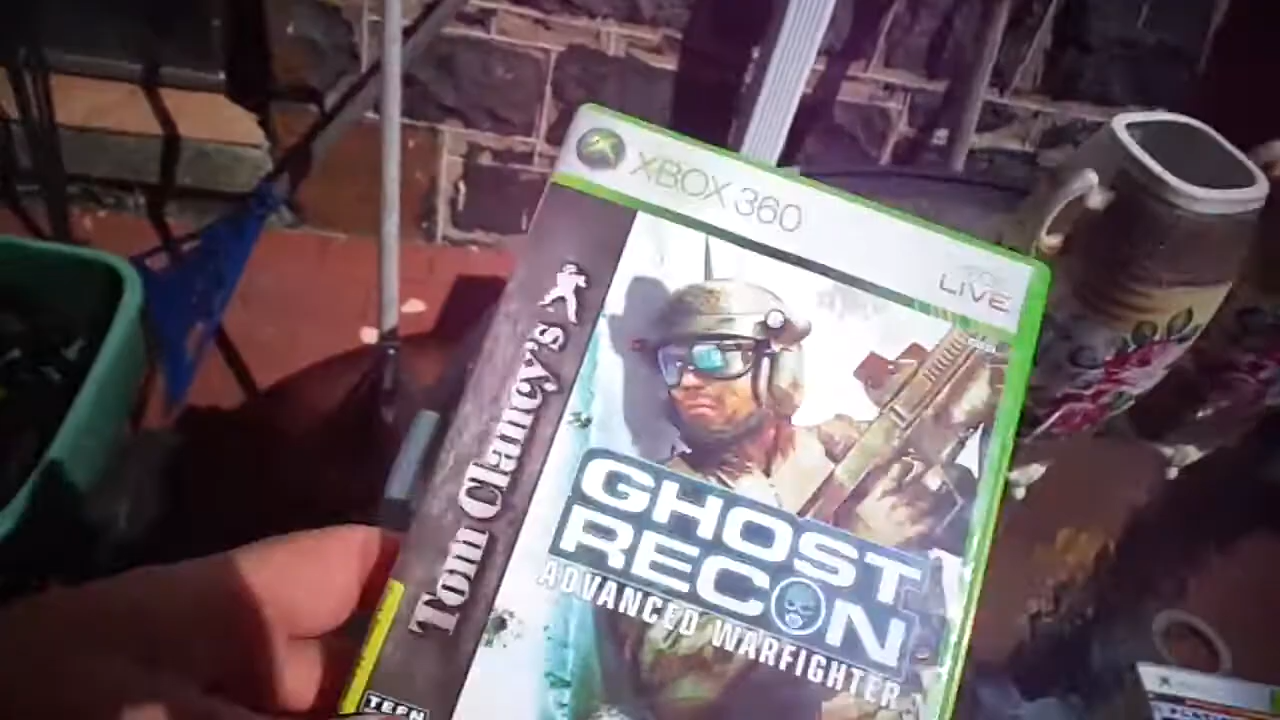 XBOX 360
LIVE
Tom Clancy's
GHOST
RECON
ADVANCED WARFIGHTER
TEEN